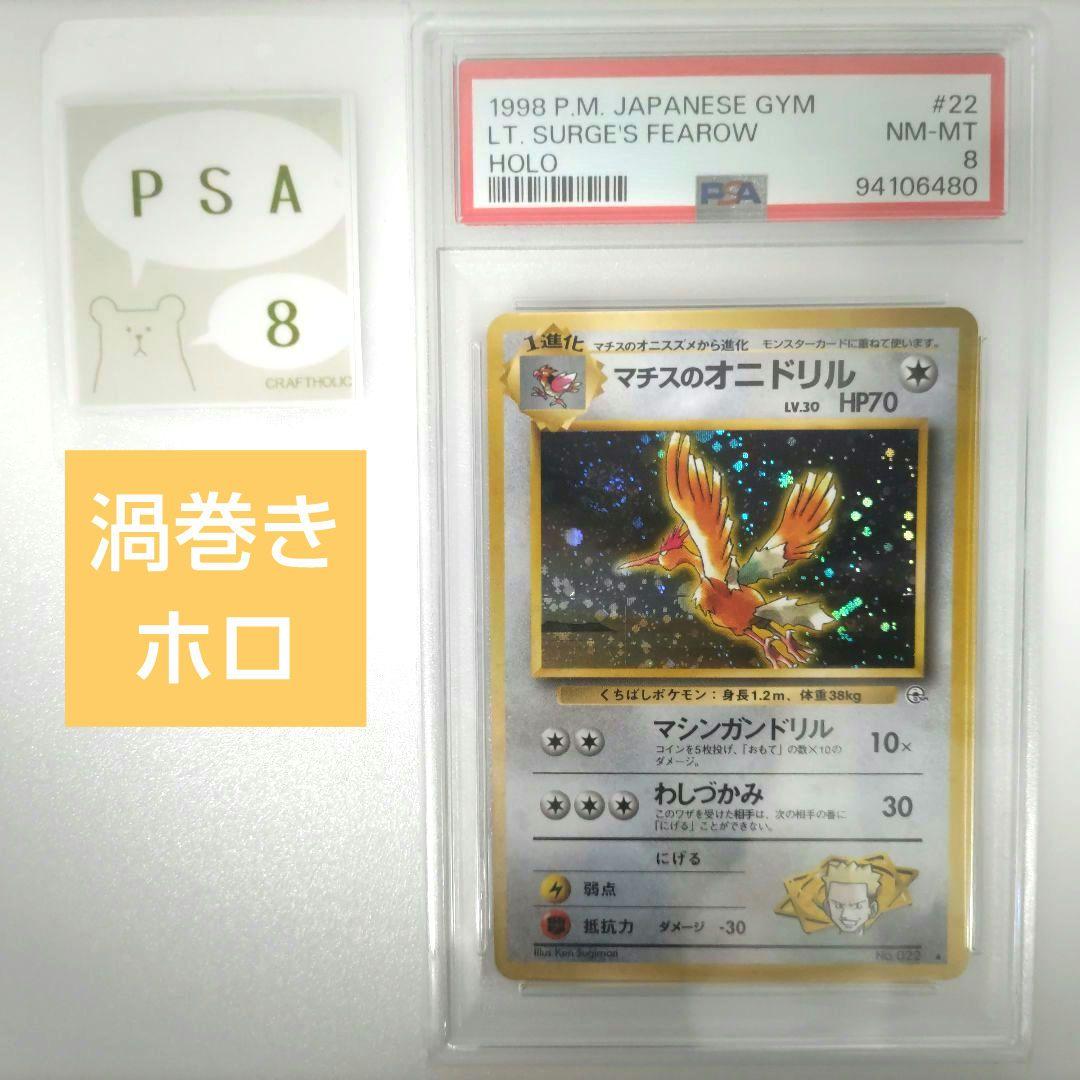 P S A
8
CRAFTHOLIC
渦巻き
ホロ
1998 P.M. JAPANESE GYM #22
LT. SURGE'S FEAROW NM-MT
HOLO 8
PSA 94106480
1進化 マチスのオニスズメから進化 モンスターカードに重ねて使います。
マチスのオニドリル
LV.30 HP70
くちばしポケモン：身長1.2m、体重38kg
マシンガンドリル 10×
コインを5枚投げ、「おもて」の数×10の
ダメージ。
わしづかみ 30
このワザを受けた相手は、次の相手の番に
「にげる」ことができない。
にげる
弱点
抵抗力 ダメージ -30
Illus Ken Sugimori No.022